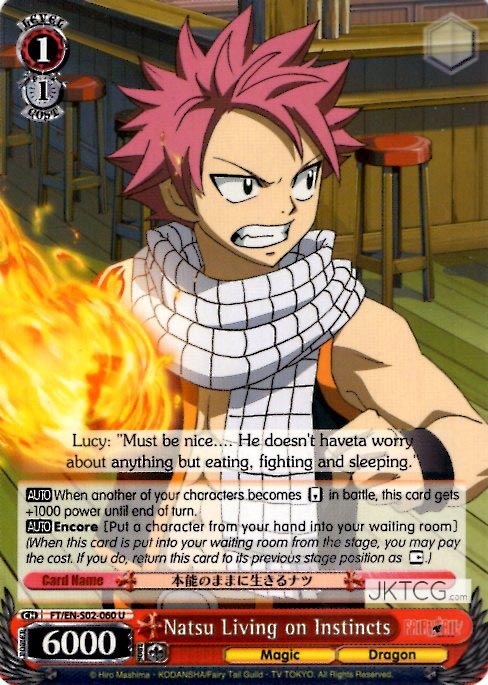 LEVEL
1
1
COST
Lucy: "Must be nice.... He doesn't haveta worry
about anything but eating, fighting and sleeping."
AUTO When another of your characters becomes in battle, this card gets
+1000 power until end of turn.
AUTO Encore [Put a character from your hand into your waiting room]
(When this card is put into your waiting room from the stage, you may pay
the cost. If you do, return this card to its previous stage position as .)
Card Name 本能のままに生きるナツ
JKTCG.com
CH FT/EN-S02-060 U
POWER 6000 SOUL Natsu Living on Instincts FAIRY TAIL
Magic Dragon
© Hiro Mashima・KODANSHA/Fairy Tail Guild・TV TOKYO. All Rights Reserved.